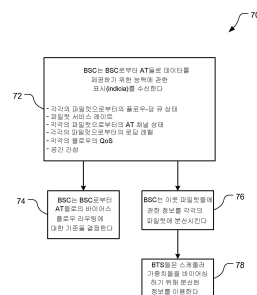 70
BSC는 BSC로부터 AT들로 데이터를
제공하기 위한 능력에 관한
표시(indicia)를 수신한다
72
- 각각의 파일럿으로부터의 플로우-당 큐 상태
- 파일럿 서비스 레이트
- 각각의 파일럿으로부터의 AT 채널 상태
- 각각의 파일럿으로부터의 로딩 레벨
- 각각의 플로우의 QoS
- 공간 간섭
74
BSC는 BSC로부터
AT들로의 바이어스
플로우 라우팅에
대한 기준을 결정한다
BSC는 이웃 파일럿들에
관한 정보를 각각의
파일럿에 분산시킨다
76
BTS들은 스케줄러
가중치들을 바이어싱
하기 위해 분산된
정보를 이용한다
78